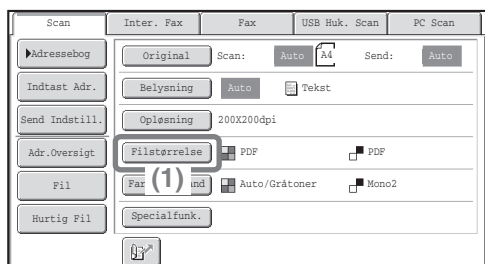 Scan Inter. Fax Fax USB Huk. Scan PC Scan
Adressebog Original Scan: Auto A4 Send: Auto
Indtast Adr. Belysning Auto Tekst
Send Indstill. Opløsning 200X200dpi
Adr.Oversigt Filstørrelse PDF PDF
Fil (1) Auto/Gråtoner Mono2
Hurtig Fil Specialfunk.